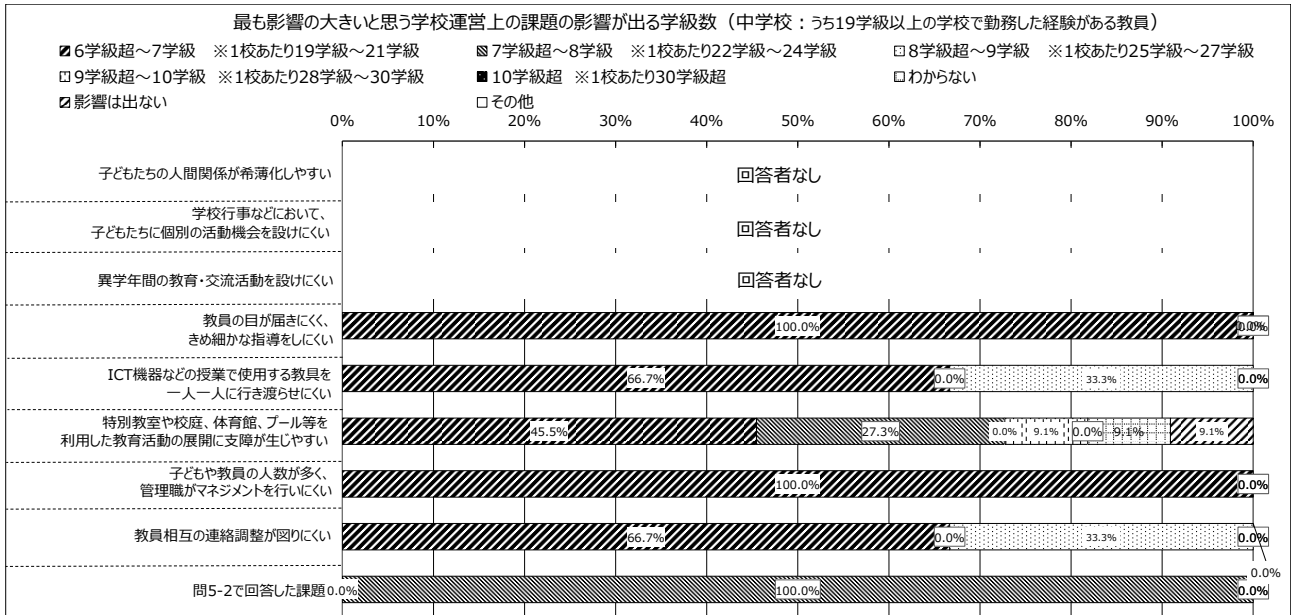 最も影響の大きいと思う学校運営上の課題の影響が出る学級数（中学校：うち19学級以上の学校で勤務した経験がある教員）
6学級超～7学級　※1校あたり19学級～21学級
7学級超～8学級　※1校あたり22学級～24学級
8学級超～9学級　※1校あたり25学級～27学級
9学級超～10学級　※1校あたり28学級～30学級
10学級超　※1校あたり30学級超
わからない
影響は出ない
その他
0% 10% 20% 30% 40% 50% 60% 70% 80% 90% 100%
子どもたちの人間関係が希薄化しやすい
回答者なし
学校行事などにおいて、
子どもたちに個別の活動機会を設けにくい
回答者なし
異学年間の教育・交流活動を設けにくい
回答者なし
教員の目が届きにくく、
きめ細かな指導をしにくい
100.0% 0.0% 0.0%
ICT機器などの授業で使用する教具を
一人一人に行き渡らせにくい
66.7% 0.0% 33.3% 0.0%
特別教室や校庭、体育館、プール等を
利用した教育活動の展開に支障が生じやすい
45.5% 27.3% 0.0% 9.1% 0.0% 9.1% 9.1%
子どもや教員の人数が多く、
管理職がマネジメントを行いにくい
100.0% 0.0%
教員相互の連絡調整が図りにくい
66.7% 0.0% 33.3% 0.0%
0.0%
問5-2で回答した課題
0.0% 100.0% 0.0%